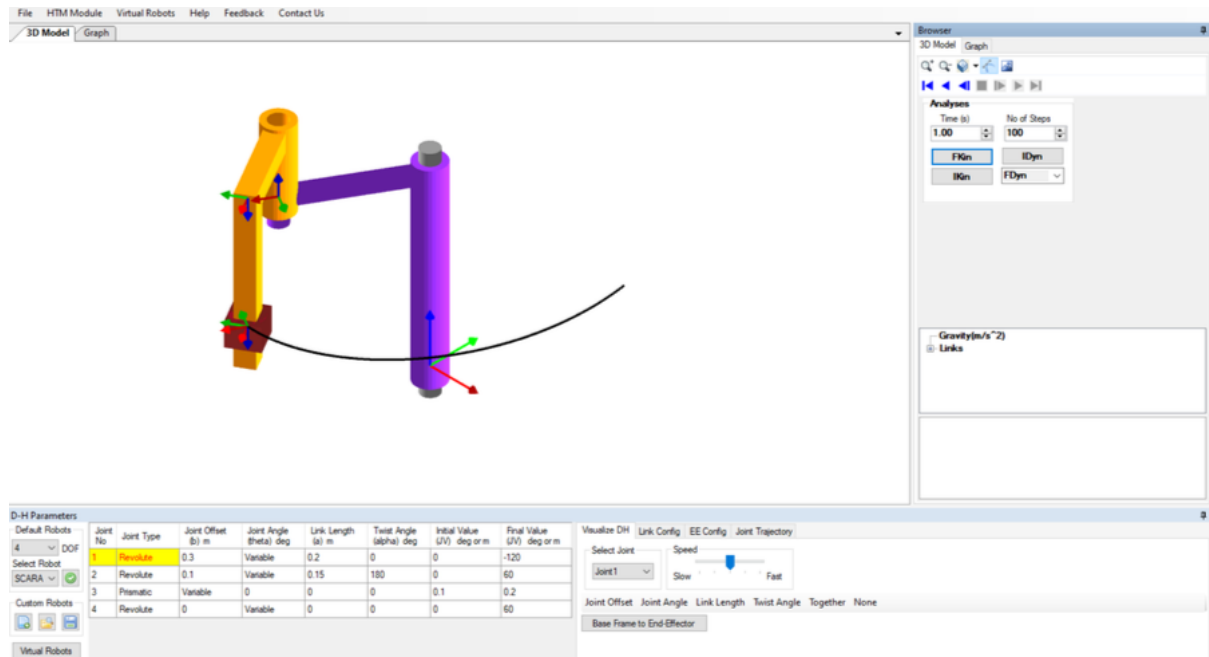 File HTM Module Virtual Robots Help Feedback Contact Us
3D Model Graph
Browser
3D Model Graph
Analyses
Time (s) No of Steps
1.00 100
FKin IDyn
IKin FDyn
Gravity(m/s^2)
Links
D-H Parameters
Default Robots
4 DOF
Select Robot
SCARA
Custom Robots
Virtual Robots
Joint No Joint Type Joint Offset (b) m Joint Angle (theta) deg Link Length (a) m Twist Angle (alpha) deg Initial Value (JV) deg or m Final Value (JV) deg or m
1 Revolute 0.3 Variable 0.2 0 0 -120
2 Revolute 0.1 Variable 0.15 180 0 60
3 Prismatic Variable 0 0 0 0.1 0.2
4 Revolute 0 Variable 0 0 0 60
Visualize DH Link Config EE Config Joint Trajectory
Select Joint Speed
Joint1 Slow Fast
Joint Offset Joint Angle Link Length Twist Angle Together None
Base Frame to End-Effector